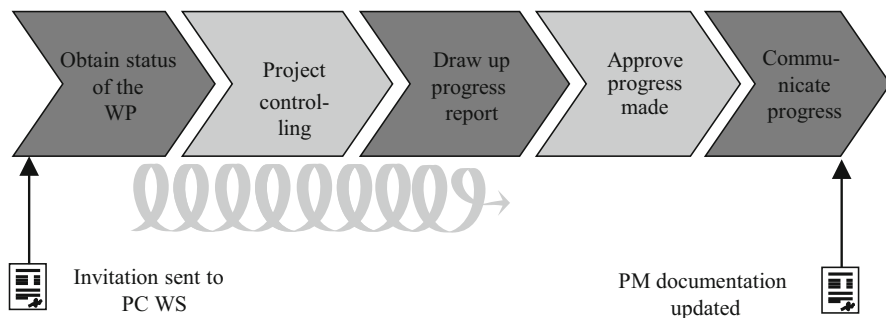 Obtain status
of the
WP
Project
control-
ling
Draw up
progress
report
Approve
progress
made
Commu-
nicate
progress
Invitation sent to
PC WS
PM documentation
updated